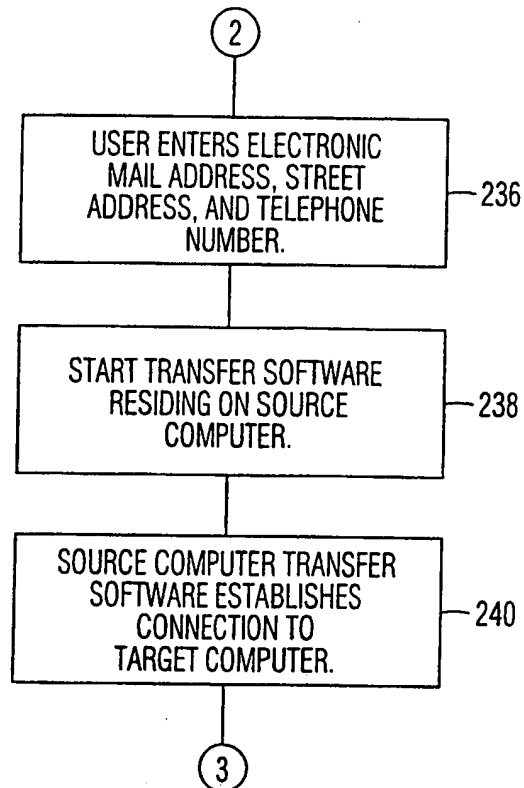 2
USER ENTERS ELECTRONIC
MAIL ADDRESS, STREET
ADDRESS, AND TELEPHONE
NUMBER.
236
START TRANSFER SOFTWARE
RESIDING ON SOURCE
COMPUTER.
238
SOURCE COMPUTER TRANSFER
SOFTWARE ESTABLISHES
CONNECTION TO
TARGET COMPUTER.
240
3